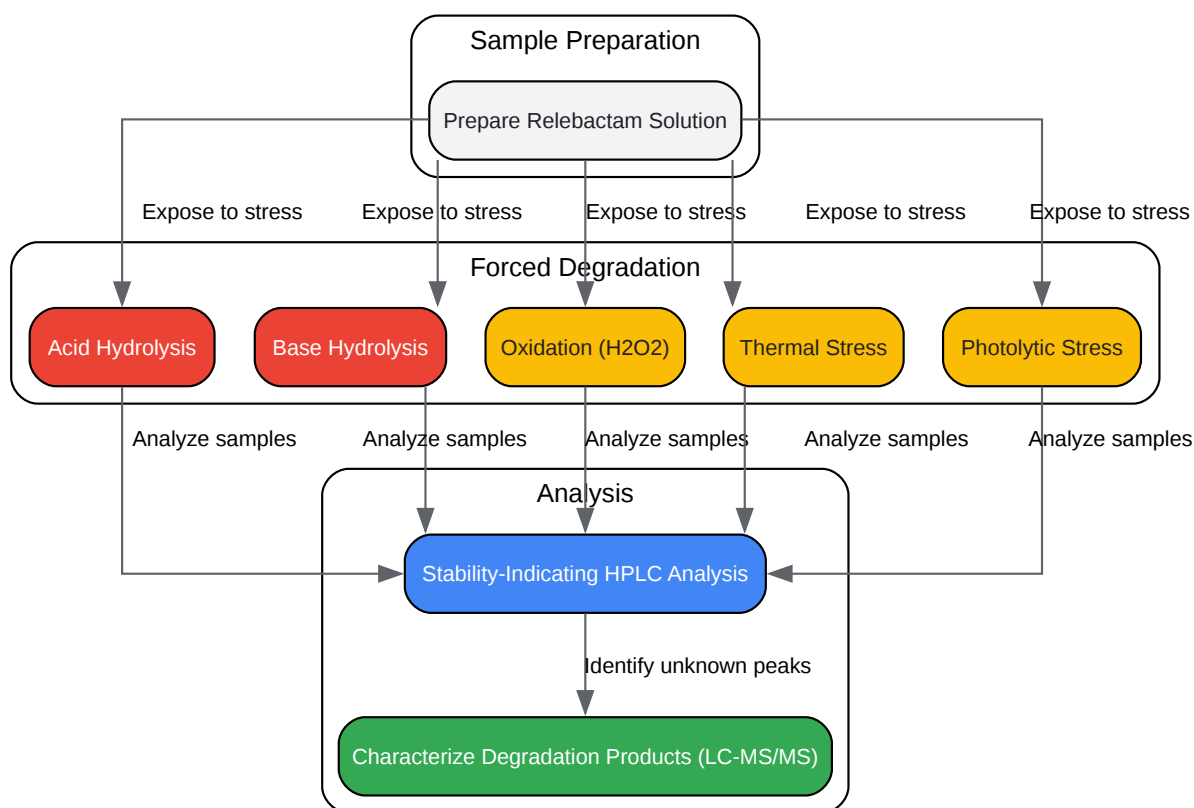 Sample Preparation
Prepare Relebactam Solution
Expose to stress
Expose to stress
Expose to stress
Expose to stress
Expose to stress
Forced Degradation
Acid Hydrolysis
Base Hydrolysis
Oxidation (H2O2)
Thermal Stress
Photolytic Stress
Analyze samples
Analyze samples
Analyze samples
Analyze samples
Analyze samples
Analysis
Stability-Indicating HPLC Analysis
Identify unknown peaks
Characterize Degradation Products (LC-MS/MS)